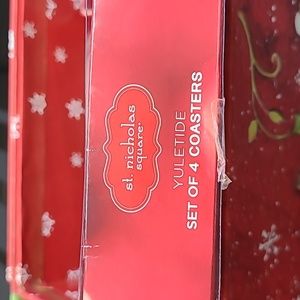 st. nicholas
square®
YULETIDE
SET OF 4 COASTERS